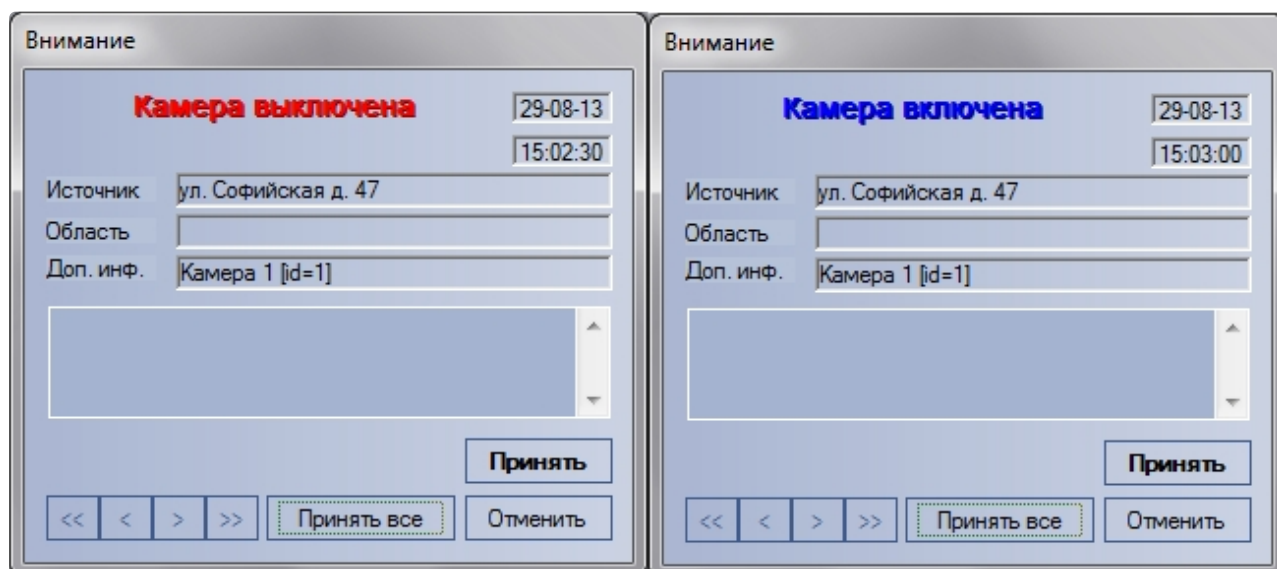 Внимание
Камера выключена
29-08-13
15:02:30
Источник ул. Софийская д. 47
Область
Доп. инф. Камера 1 [id=1]
Принять
<< < > >> Принять все Отменить
Внимание
Камера включена
29-08-13
15:03:00
Источник ул. Софийская д. 47
Область
Доп. инф. Камера 1 [id=1]
Принять
<< < > >> Принять все Отменить